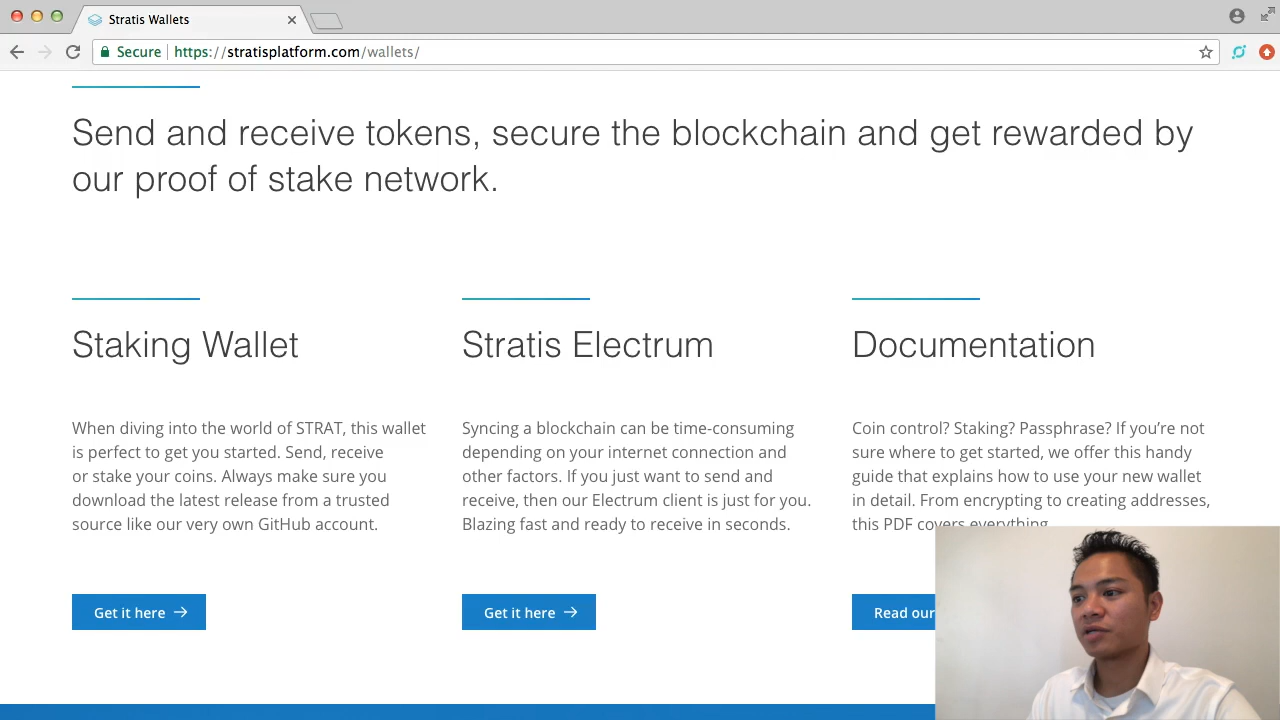 Stratis Wallets
Secure
https://stratisplatform.com/wallets/
Send and receive tokens, secure the blockchain and get rewarded by
our proof of stake network.
Staking Wallet
When diving into the world of STRAT, this wallet
is perfect to get you started. Send, receive
or stake your coins. Always make sure you
download the latest release from a trusted
source like our very own GitHub account.
Get it here
Stratis Electrum
Syncing a blockchain can be time-consuming
depending on your internet connection and
other factors. If you just want to send and
receive, then our Electrum client is just for you.
Blazing fast and ready to receive in seconds.
Get it here
Documentation
Coin control? Staking? Passphrase? If you’re not
sure where to get started, we offer this handy
guide that explains how to use your new wallet
in detail. From encrypting to creating addresses,
this PDF covers everything
Read our